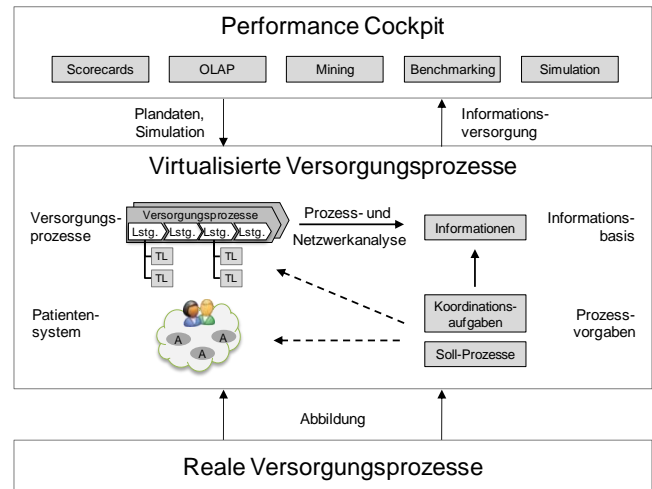 Performance Cockpit
Scorecards OLAP Mining Benchmarking Simulation
Plandaten,
Simulation
Informations-
versorgung
Virtualisierte Versorgungsprozesse
Versorgungs-
prozesse
Versorgungsprozesse
Lstg. Lstg. Lstg. Lstg.
TL TL
TL TL
Prozess- und
Netzwerkanalyse
Informationen
Informations-
basis
Patienten-
system
A A
A
Koordinations-
aufgaben
Soll-Prozesse
Prozess-
vorgaben
Abbildung
Reale Versorgungsprozesse